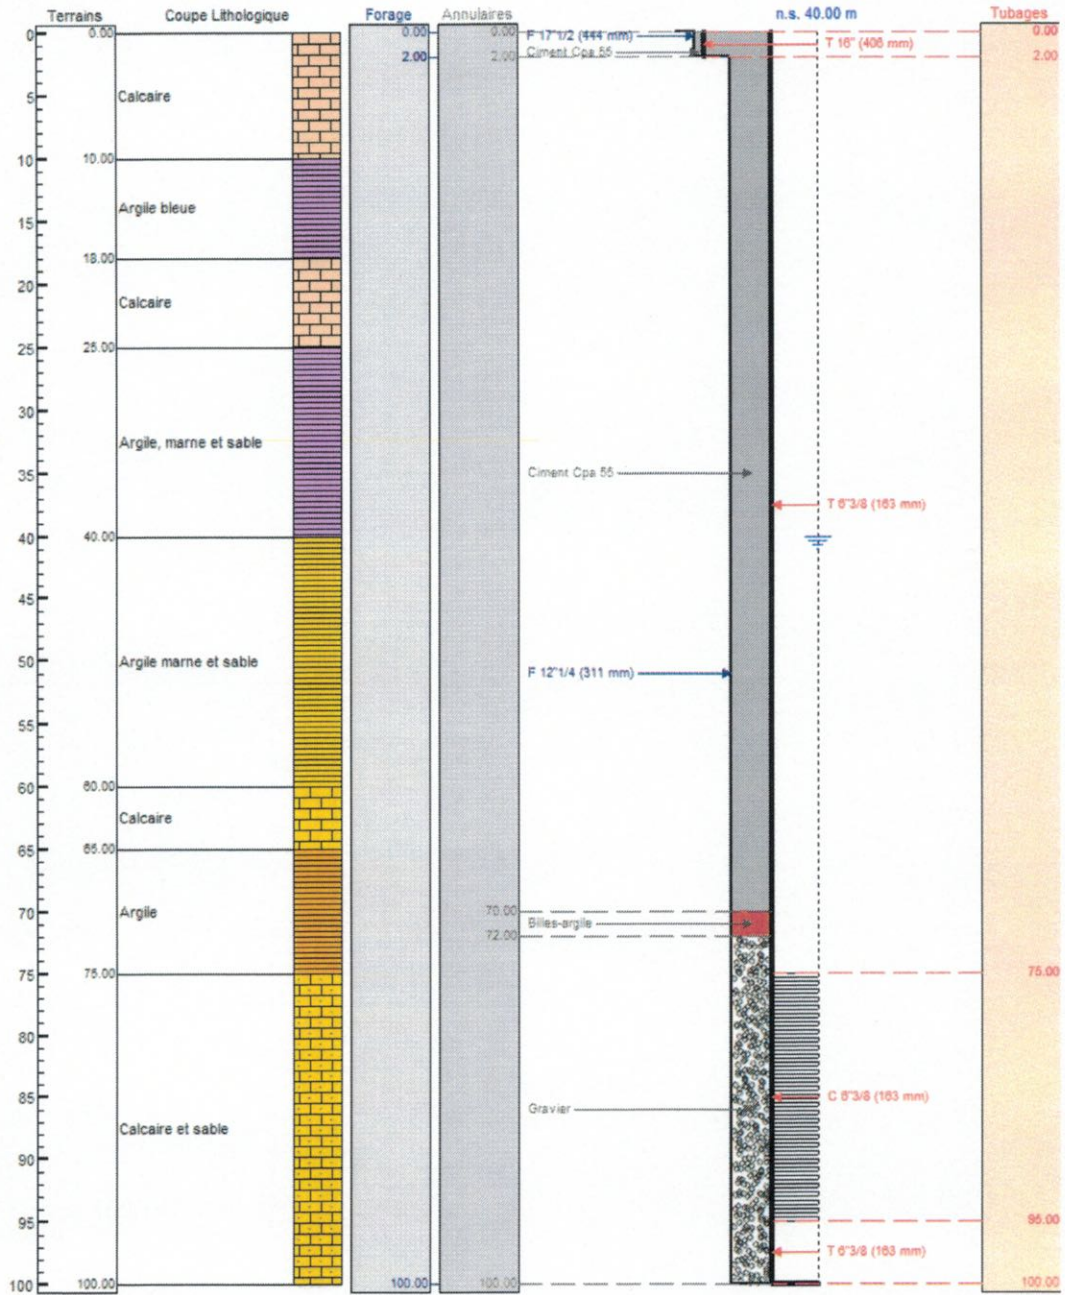 Terrains Coupe Lithologique Forage Annulaires n.s. 40.00 m Tubages
0 0.00 0.00 0.00 F 17"1/2 (444 mm) T 16" (406 mm) 0.00
2.00 2.00 Ciment Cpa 55 2.00
5 Calcaire
10 10.00
Argile bleue
15
18.00
20 Calcaire
25 25.00
30
Argile, marne et sable
35 Ciment Cpa 55
T 6"3/8 (163 mm)
40 40.00
45
50 Argile marne et sable F 12"1/4 (311 mm)
55
60 60.00
Calcaire
65 65.00
70 Argile 70.00
Billes-argile
72.00
75 75.00 75.00
80
85 Gravier C 6"3/8 (163 mm)
Calcaire et sable
90
95 95.00
T 6"3/8 (163 mm)
100 100.00 100.00 100.00 100.00